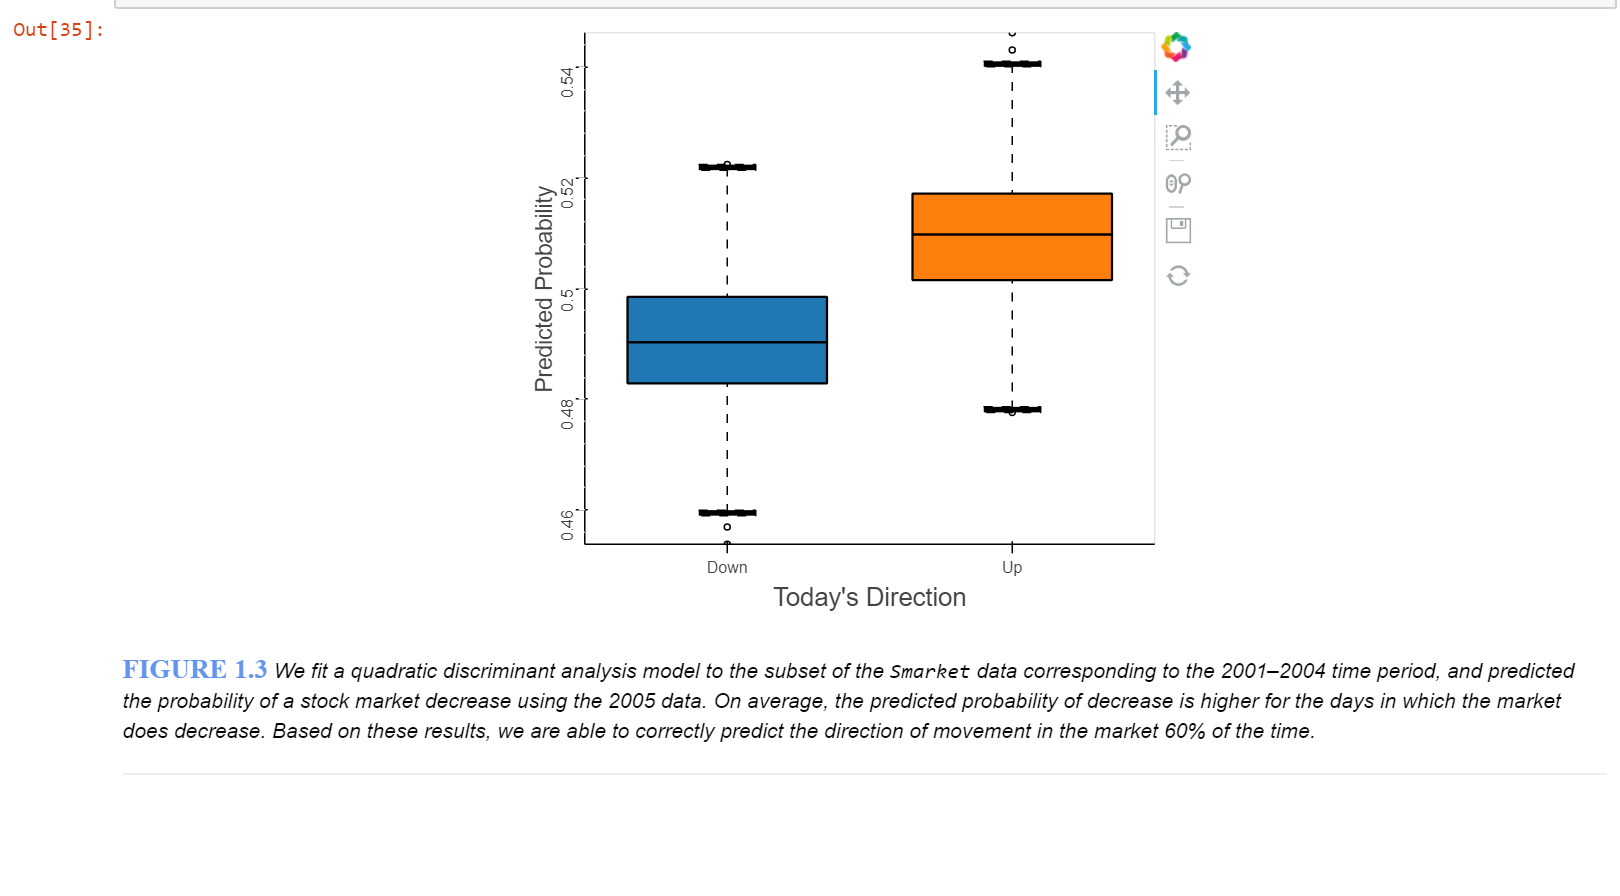 Out[35]:
0.54
0.52
0.5
0.48
0.46
Predicted Probability
Down
Up
Today's Direction
FIGURE 1.3 We fit a quadratic discriminant analysis model to the subset of the Smarket data corresponding to the 2001–2004 time period, and predicted
the probability of a stock market decrease using the 2005 data. On average, the predicted probability of decrease is higher for the days in which the market
does decrease. Based on these results, we are able to correctly predict the direction of movement in the market 60% of the time.